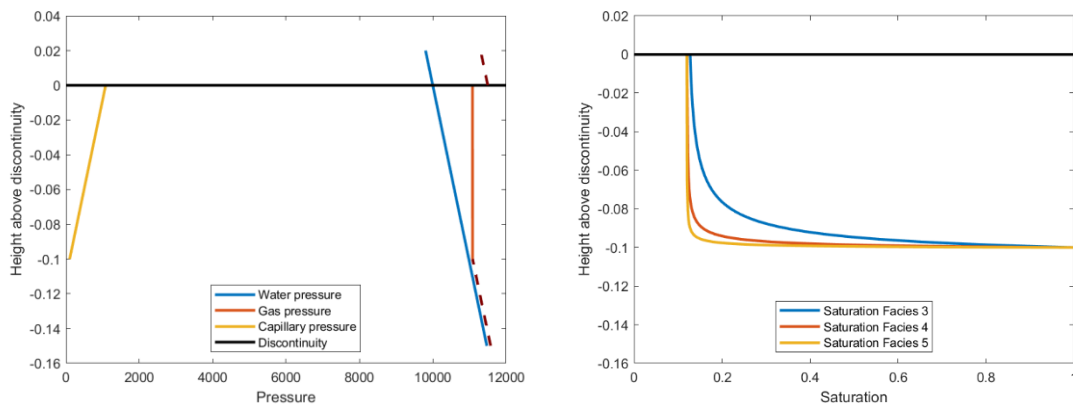 0.04
0.02
0
-0.02
-0.04
-0.06
-0.08
-0.1
-0.12
-0.14
-0.16
Height above discontinuity
0 2000 4000 6000 8000 10000 12000
Pressure
Water pressure
Gas pressure
Capillary pressure
Discontinuity
0.02
0
-0.02
-0.04
-0.06
-0.08
-0.1
-0.12
-0.14
-0.16
Height above discontinuity
0 0.2 0.4 0.6 0.8 1
Saturation
Saturation Facies 3
Saturation Facies 4
Saturation Facies 5